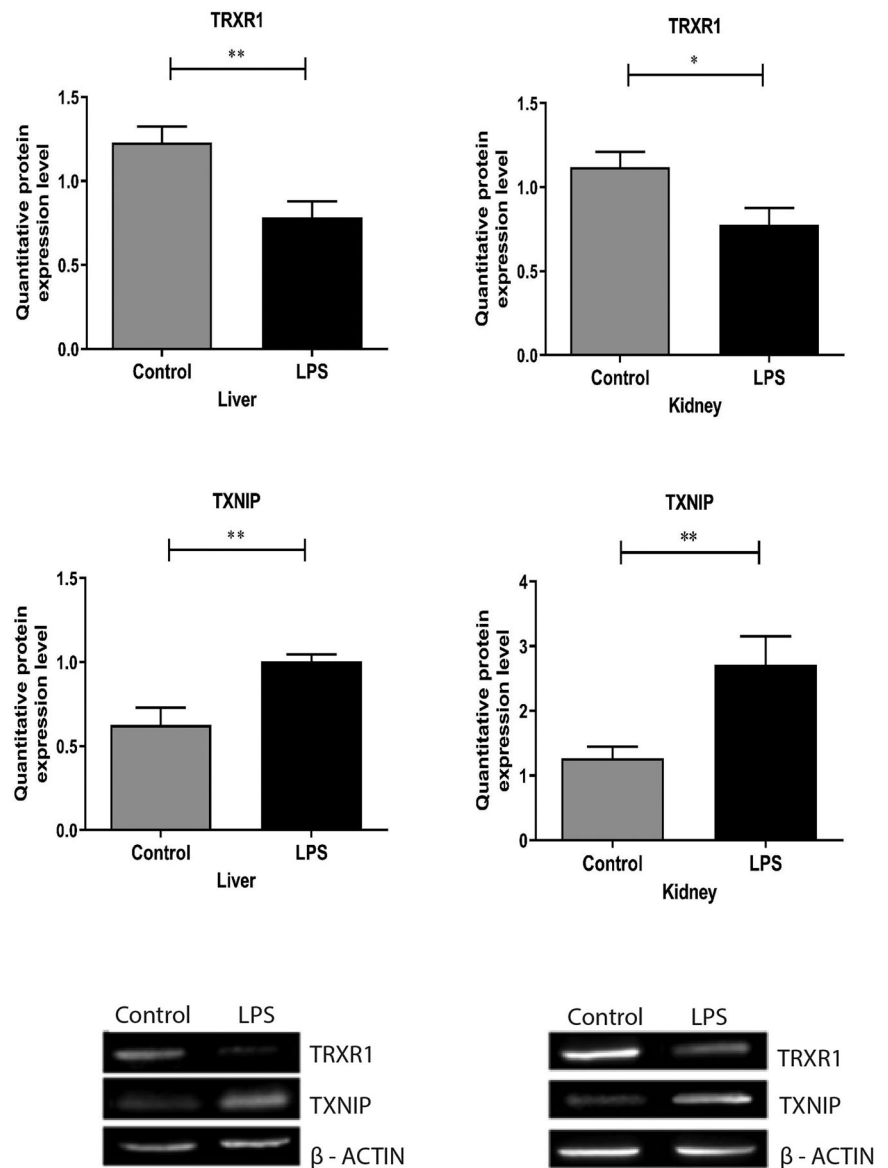 TRXR1
**
Quantitative protein
expression level
1.5
1.0
0.5
0.0
Control LPS
Liver
TRXR1
*
Quantitative protein
expression level
1.5
1.0
0.5
0.0
Control LPS
Kidney
TXNIP
**
Quantitative protein
expression level
1.5
1.0
0.5
0.0
Control LPS
Liver
TXNIP
**
Quantitative protein
expression level
4
3
2
1
0
Control LPS
Kidney
Control LPS
TRXR1
TXNIP
β - ACTIN
Control LPS
TRXR1
TXNIP
β - ACTIN